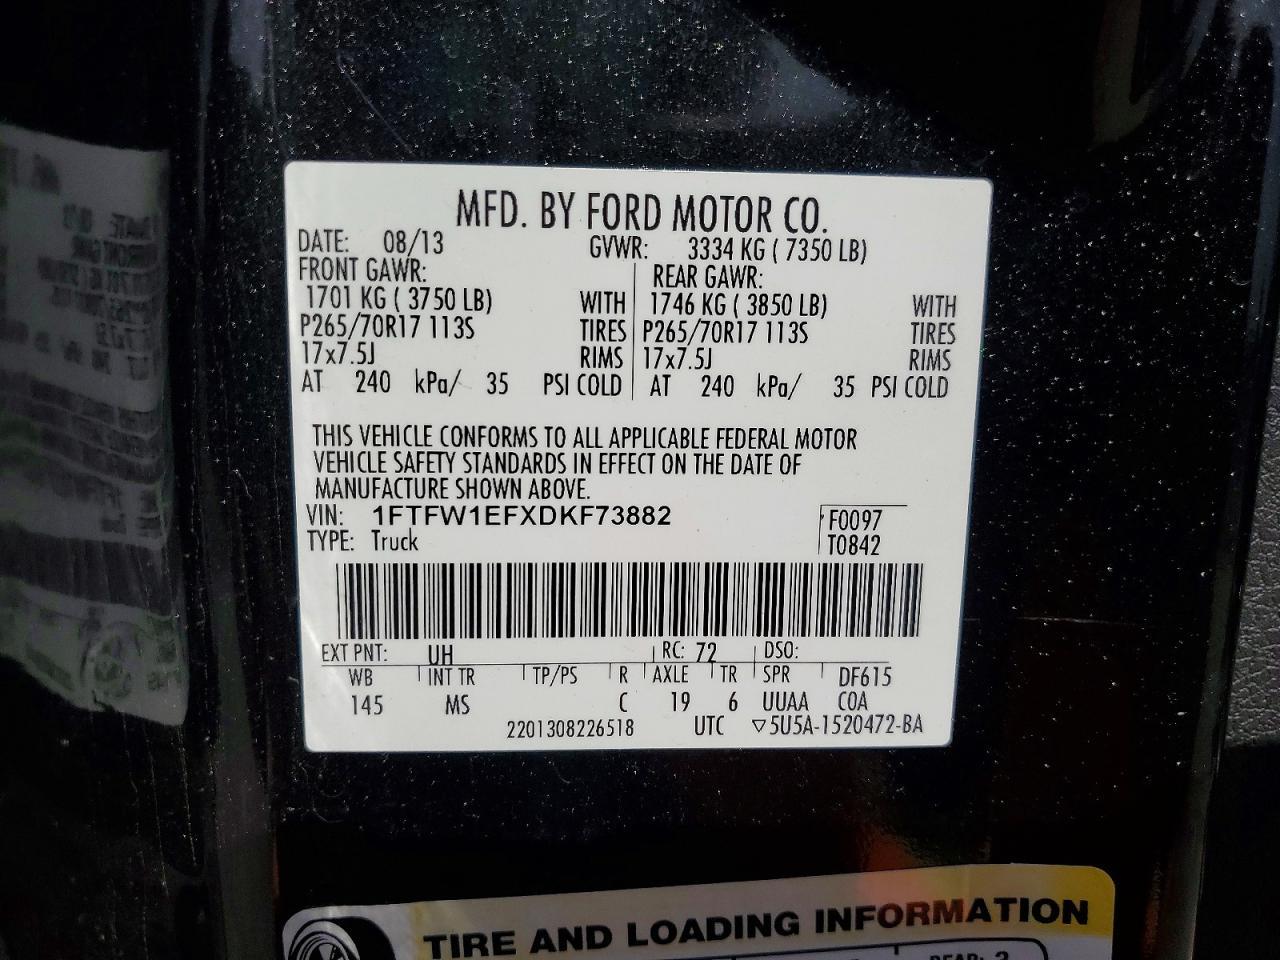 MFD. BY FORD MOTOR CO.
DATE: 08/13 GVWR: 3334 KG ( 7350 LB)
FRONT GAWR: REAR GAWR:
1701 KG ( 3750 LB) WITH 1746 KG ( 3850 LB) WITH
P265/70R17 113S TIRES P265/70R17 113S TIRES
17x7.5J RIMS 17x7.5J RIMS
AT 240 kPa/ 35 PSI COLD AT 240 kPa/ 35 PSI COLD
THIS VEHICLE CONFORMS TO ALL APPLICABLE FEDERAL MOTOR
VEHICLE SAFETY STANDARDS IN EFFECT ON THE DATE OF
MANUFACTURE SHOWN ABOVE.
VIN: 1FTFW1EFXDKF73882 F0097
TYPE: Truck T0842
EXT PNT: UH RC: 72 DSO:
WB INT TR TP/PS R AXLE TR SPR DF615
145 MS C 19 6 UUAA COA
2201308226518 UTC ▽5U5A-1520472-BA
TIRE AND LOADING INFORMATION